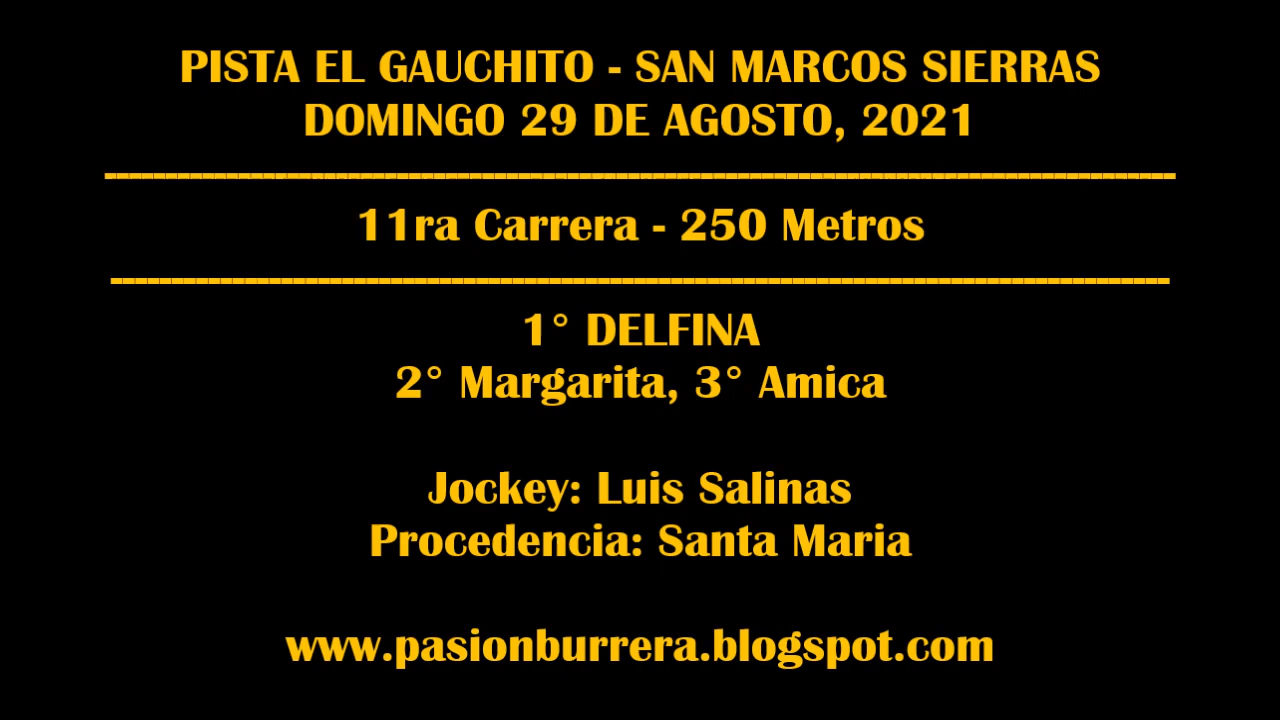 PISTA EL GAUCHITO - SAN MARCOS SIERRAS
DOMINGO 29 DE AGOSTO, 2021
11ra Carrera - 250 Metros
1° DELFINA
2° Margarita, 3° Amica
Jockey: Luis Salinas
Procedencia: Santa Maria
www.pasionburrera.blogspot.com